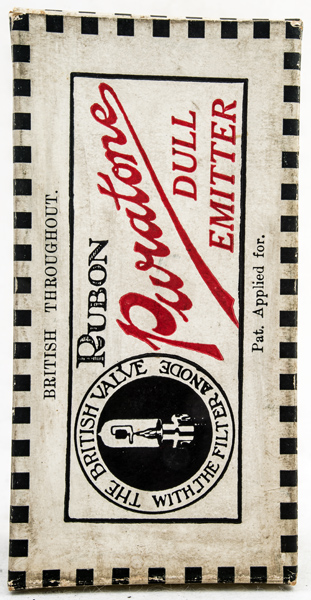 BRITISH THROUGHOUT.
RUBON
Puratone
DULL
EMITTER
THE BRITISH VALVE
WITH THE FILTER ANODE
Pat. Applied for.